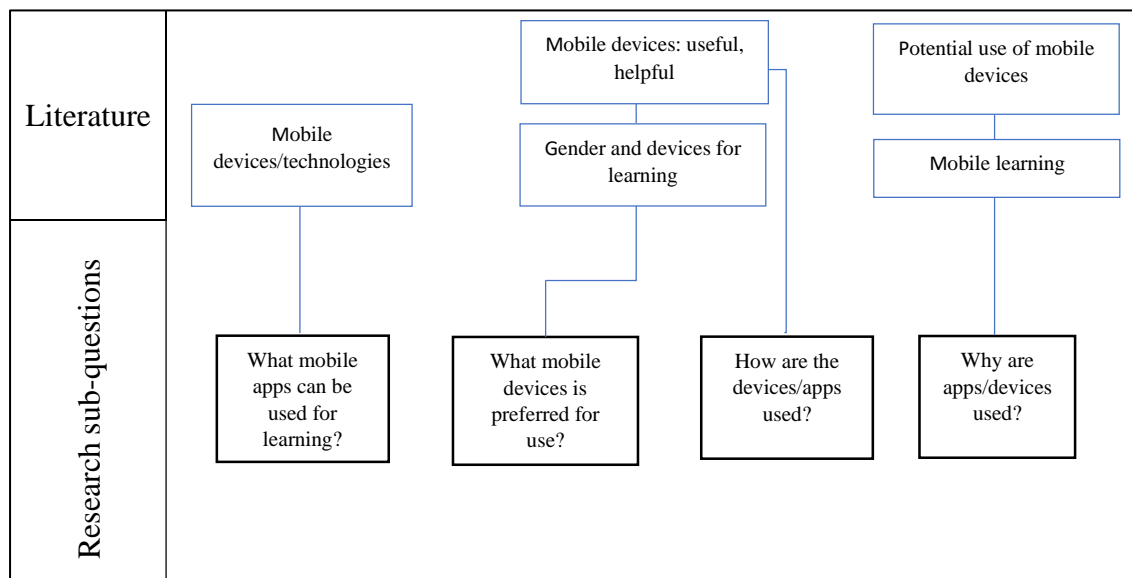 Literature
Mobile
devices/technologies
Mobile devices: useful,
helpful
Gender and devices for
learning
Potential use of mobile
devices
Mobile learning
Research sub-questions
What mobile
apps can be
used for
learning?
What mobile
devices is
preferred for
use?
How are the
devices/apps
used?
Why are
apps/devices
used?